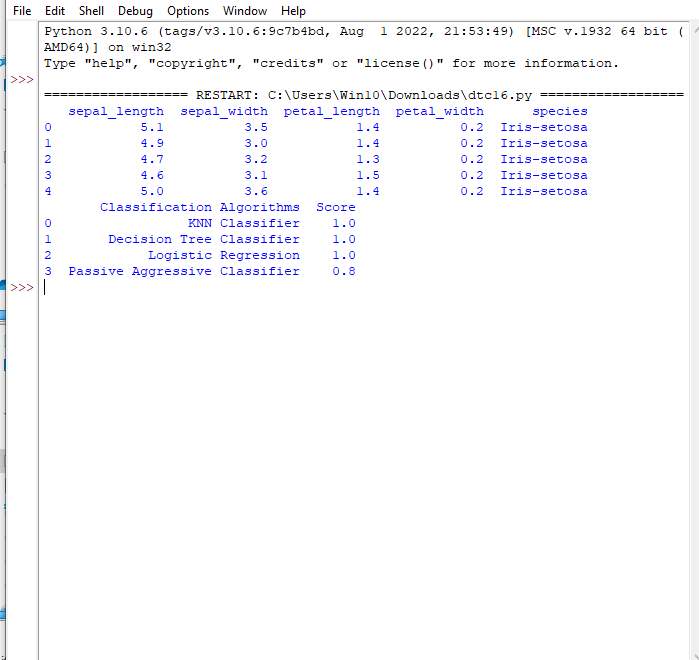 File Edit Shell Debug Options Window Help
Python 3.10.6 (tags/v3.10.6:9c7b4bd, Aug  1 2022, 21:53:49) [MSC v.1932 64 bit (
AMD64)] on win32
Type "help", "copyright", "credits" or "license()" for more information.
>>>
================== RESTART: C:\Users\Win10\Downloads\dtc16.py ==================
   sepal_length  sepal_width  petal_length  petal_width      species
0           5.1          3.5           1.4          0.2  Iris-setosa
1           4.9          3.0           1.4          0.2  Iris-setosa
2           4.7          3.2           1.3          0.2  Iris-setosa
3           4.6          3.1           1.5          0.2  Iris-setosa
4           5.0          3.6           1.4          0.2  Iris-setosa
       Classification Algorithms  Score
0                 KNN Classifier    1.0
1       Decision Tree Classifier    1.0
2            Logistic Regression    1.0
3  Passive Aggressive Classifier    0.8
>>>